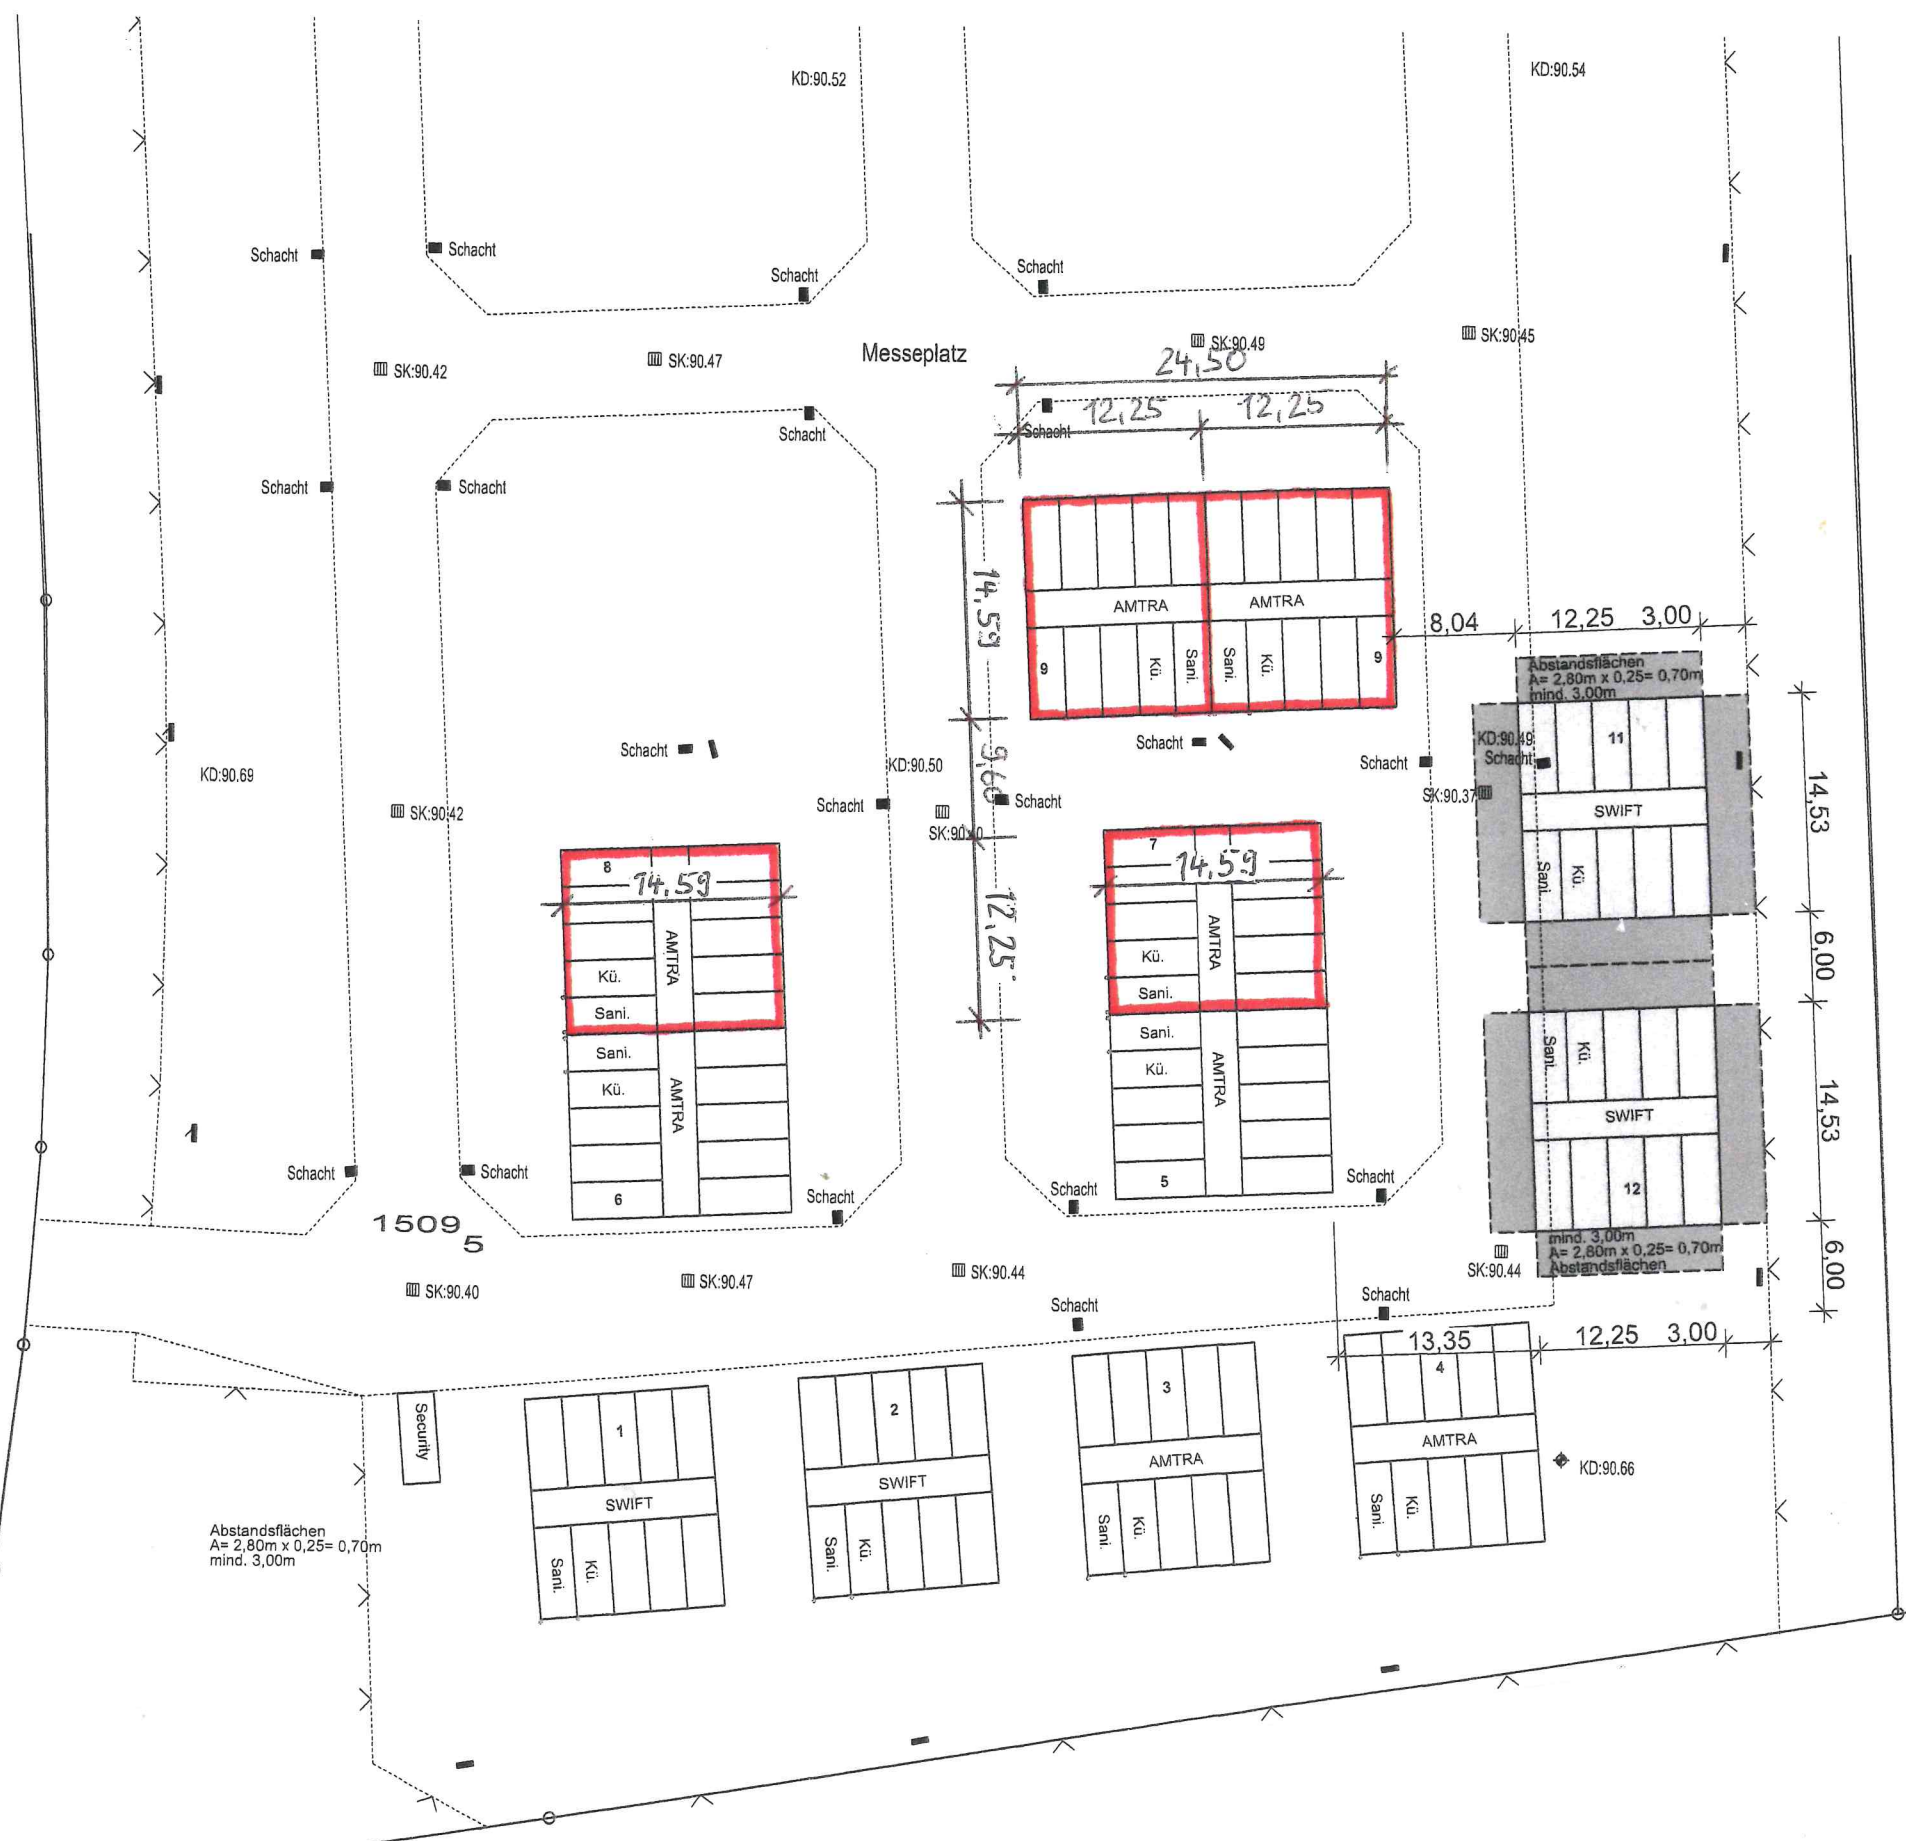 KD:90.52
KD:90.54
Schacht
Schacht
Schacht
Schacht
SK:90.42
SK:90.47
Messeplatz
SK:90.49
SK:90.45
24,50
12,25
12,25
Schacht
Schacht
Schacht
Schacht
14,59
AMTRA
AMTRA
9
Kü.
Sani.
Sani.
Kü.
9
8,04
12,25
3,00
Abstandsflächen
A= 2,80m x 0,25= 0,70m
mind. 3,00m
KD:90.49
Schacht
11
SK:90.37
SWIFT
Sani.
Kü.
14,53
6,00
KD:90.69
Schacht
KD:90.50
9,60
Schacht
Schacht
Schacht
Schacht
SK:90.42
8
14,59
AMTRA
Kü.
Sani.
Sani.
Kü.
AMTRA
6
12,25
7
14,59
AMTRA
Kü.
Sani.
Sani.
Kü.
AMTRA
5
Sani.
Kü.
SWIFT
12
14,53
mind. 3,00m
A= 2,80m x 0,25= 0,70m
Abstandsflächen
6,00
Schacht
Schacht
Schacht
Schacht
Schacht
1509
5
SK:90.40
SK:90.47
SK:90.44
SK:90.44
Schacht
Schacht
13,35
12,25
3,00
Security
1
SWIFT
Sani.
Kü.
2
SWIFT
Sani.
Kü.
3
AMTRA
Sani.
Kü.
4
AMTRA
Sani.
Kü.
KD:90.66
Abstandsflächen
A= 2,80m x 0,25= 0,70m
mind. 3,00m